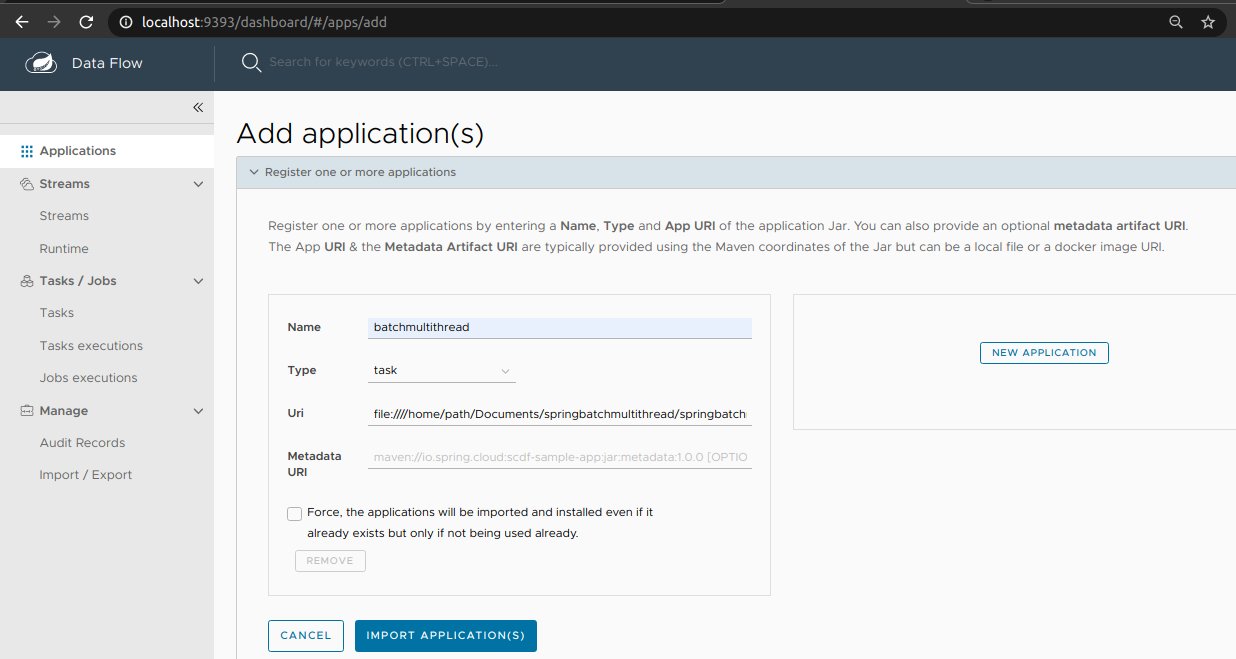 localhost:9393/dashboard/#/apps/add
Data Flow
Search for keywords (CTRL+SPACE)...
Applications
Streams
Streams
Runtime
Tasks / Jobs
Tasks
Tasks executions
Jobs executions
Manage
Audit Records
Import / Export
Add application(s)
Register one or more applications
Register one or more applications by entering a Name, Type and App URI of the application Jar. You can also provide an optional metadata artifact URI.
The App URI & the Metadata Artifact URI are typically provided using the Maven coordinates of the Jar but can be a local file or a docker image URI.
Name batchmultithread
Type task
Uri file:////home/path/Documents/springbatchmultithread/springbatch
Metadata
URI
maven://io.spring.cloud:scdf-sample-app:jar:metadata:1.0.0 [OPTIO
Force, the applications will be imported and installed even if it
already exists but only if not being used already.
REMOVE
NEW APPLICATION
CANCEL
IMPORT APPLICATION(S)